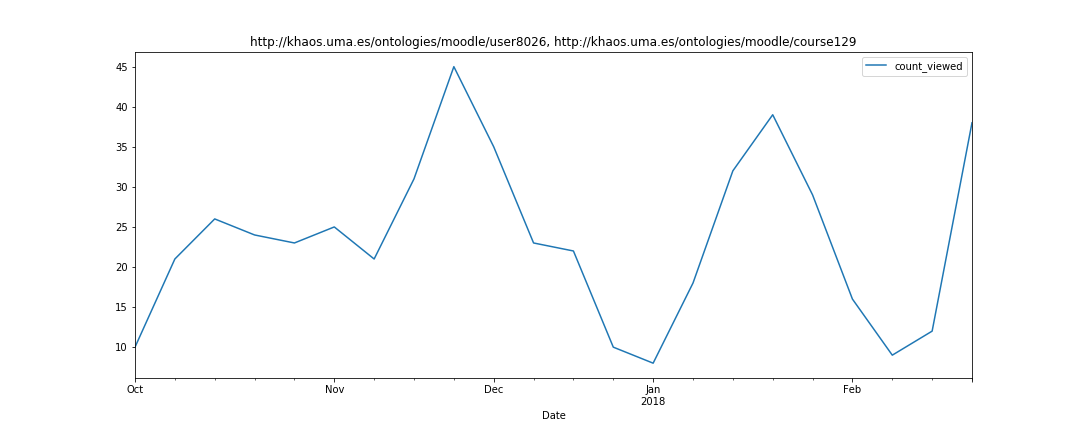 http://khaos.uma.es/ontologies/moodle/user8026, http://khaos.uma.es/ontologies/moodle/course129
count_viewed
45
40
35
30
25
20
15
10
Oct Nov Dec Jan Feb
2018
Date